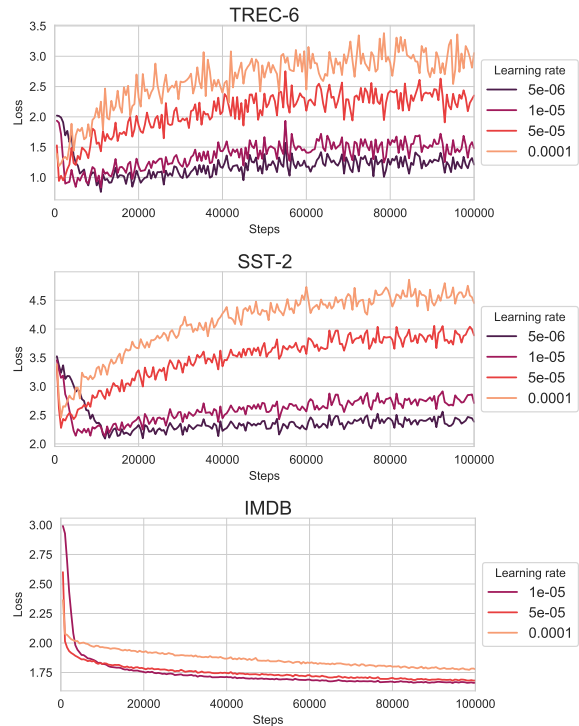 TREC-6
3.5
3.0
2.5
2.0
1.5
1.0
Loss
0 20000 40000 60000 80000 100000
Steps
Learning rate
5e-06
1e-05
5e-05
0.0001
SST-2
4.5
4.0
3.5
3.0
2.5
2.0
Loss
0 20000 40000 60000 80000 100000
Steps
Learning rate
5e-06
1e-05
5e-05
0.0001
IMDB
3.00
2.75
2.50
2.25
2.00
1.75
Loss
0 20000 40000 60000 80000 100000
Steps
Learning rate
1e-05
5e-05
0.0001